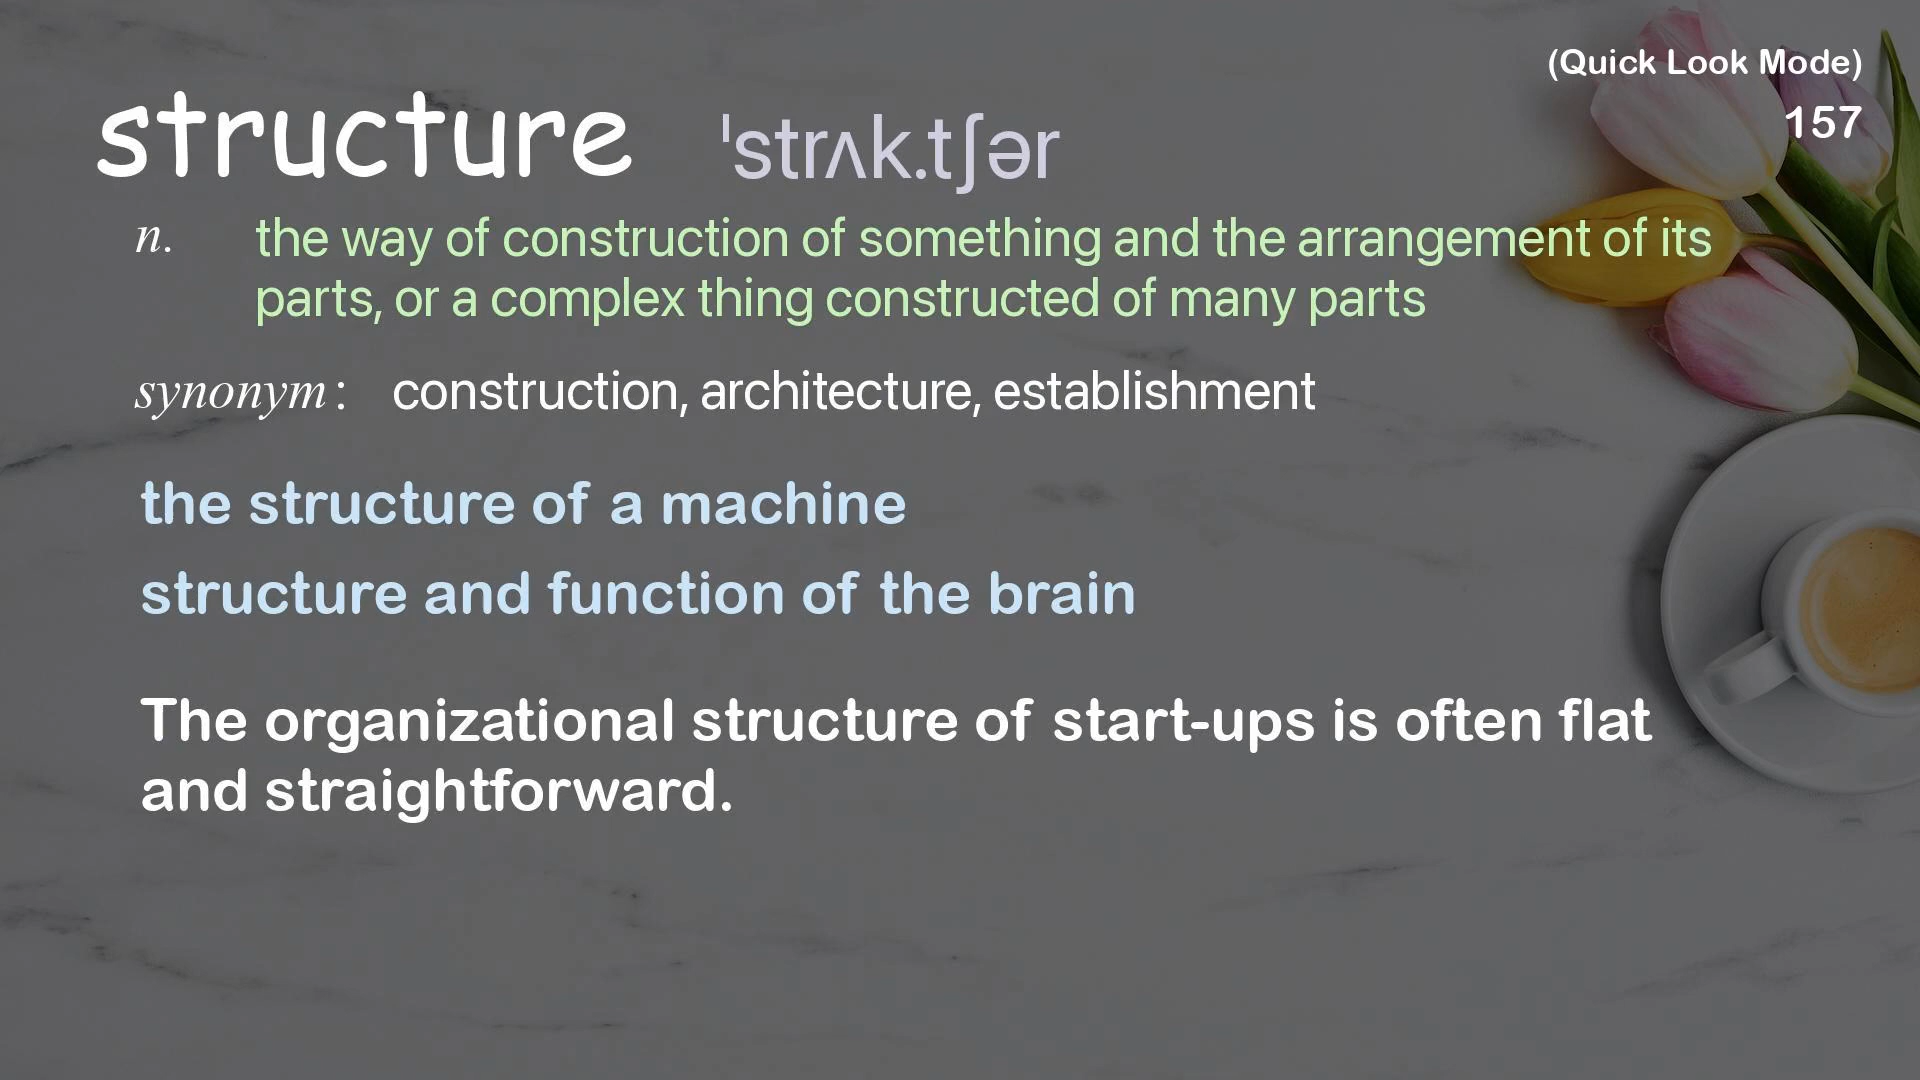 (Quick Look Mode)
157
structure ˈstrʌk.tʃər
n. the way of construction of something and the arrangement of its
parts, or a complex thing constructed of many parts
synonym: construction, architecture, establishment
the structure of a machine
structure and function of the brain
The organizational structure of start-ups is often flat
and straightforward.